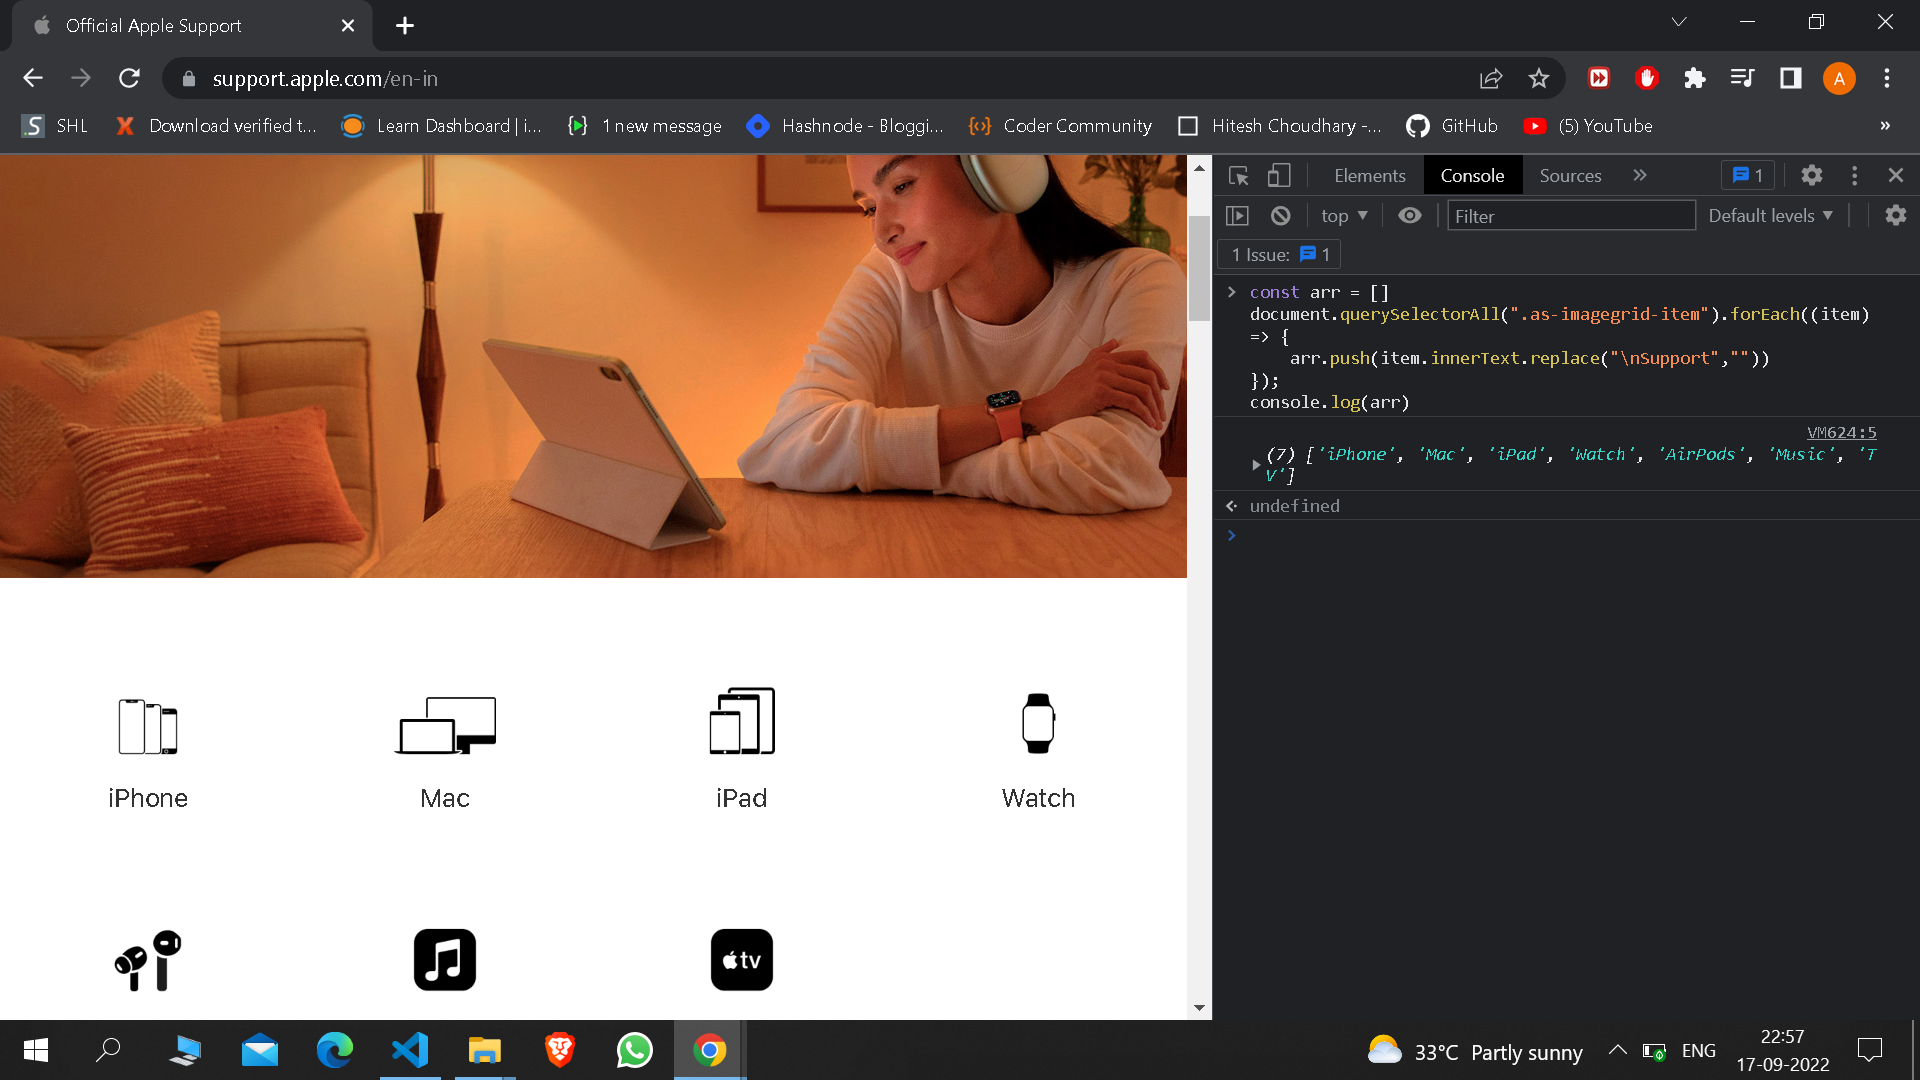 Official Apple Support
support.apple.com/en-in
A
SHL
Download verified t...
Learn Dashboard | i...
1 new message
Hashnode - Bloggi...
Coder Community
Hitesh Choudhary -...
GitHub
(5) YouTube
»
Elements
Console
Sources
»
1
top
Filter
Default levels
1 Issue:
1
const arr = []
document.querySelectorAll(".as-imagegrid-item").forEach((item)
=> {
    arr.push(item.innerText.replace("\nSupport",""))
});
console.log(arr)
VM624:5
(7) ['iPhone', 'Mac', 'iPad', 'Watch', 'AirPods', 'Music', 'T
V']
undefined
iPhone
Mac
iPad
Watch
tv
33°C Partly sunny
ENG
22:57
17-09-2022